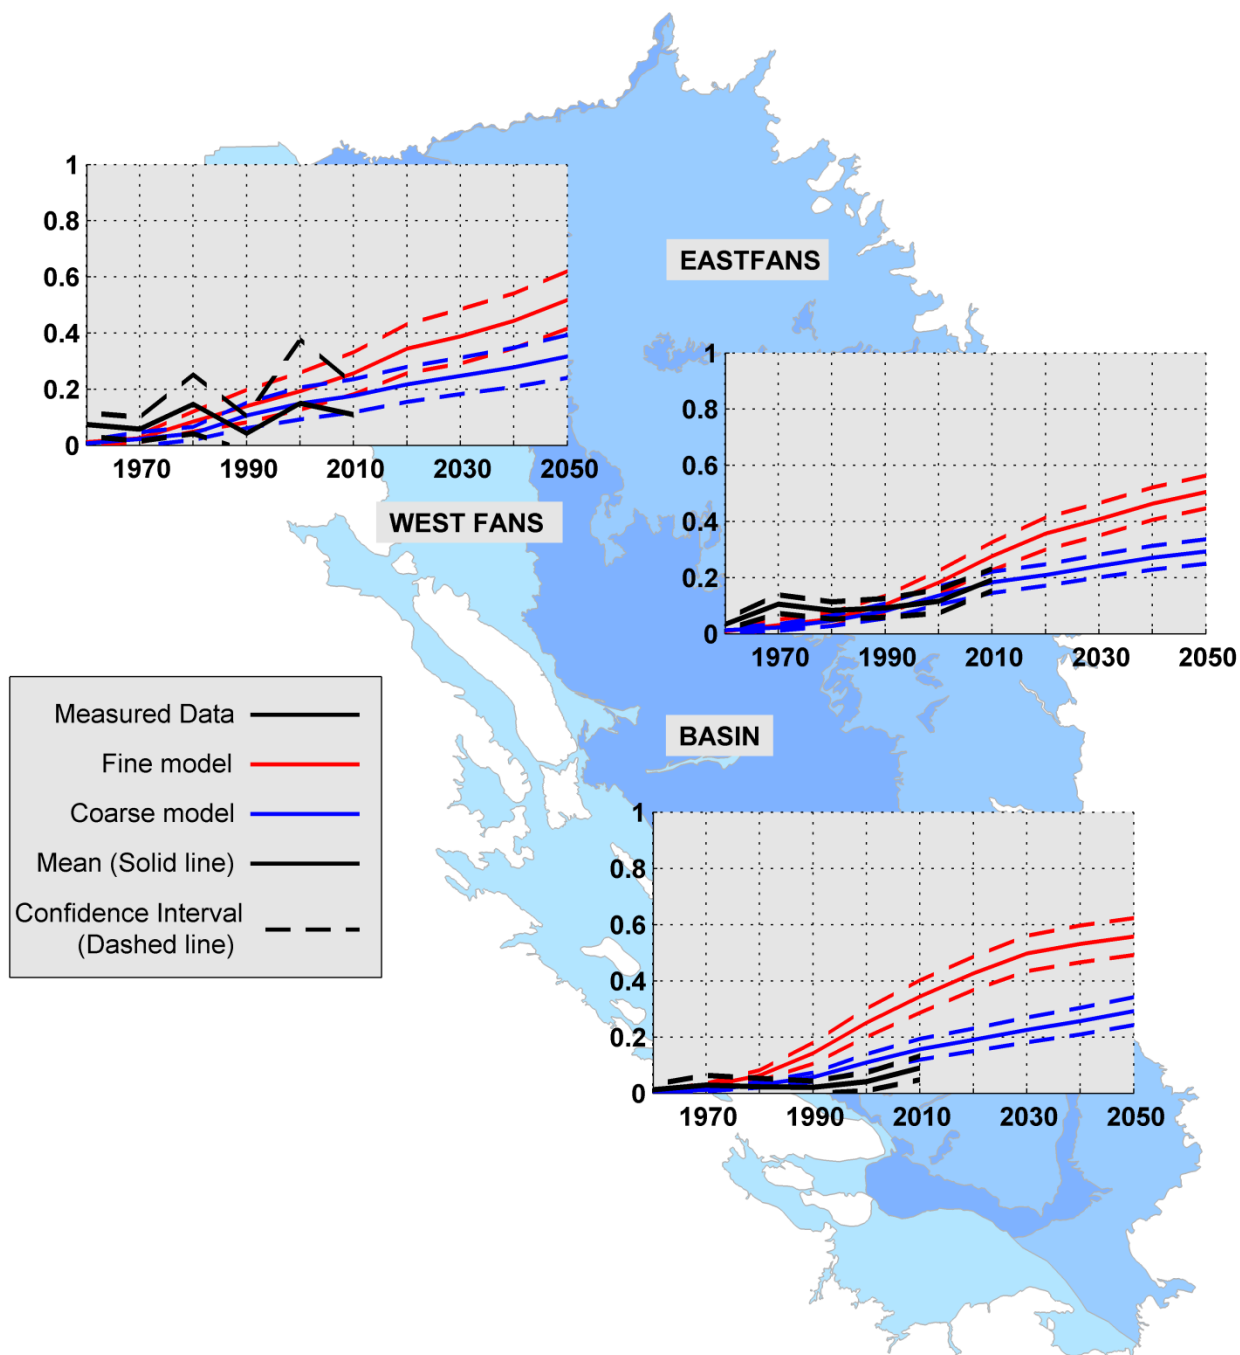 1
0.8
0.6
0.4
0.2
0
1970 1990 2010 2030 2050
EASTFANS
1
0.8
0.6
0.4
0.2
0
1970 1990 2010 2030 2050
WEST FANS
Measured Data
Fine model
Coarse model
Mean (Solid line)
Confidence Interval
(Dashed line)
BASIN
1
0.8
0.6
0.4
0.2
0
1970 1990 2010 2030 2050